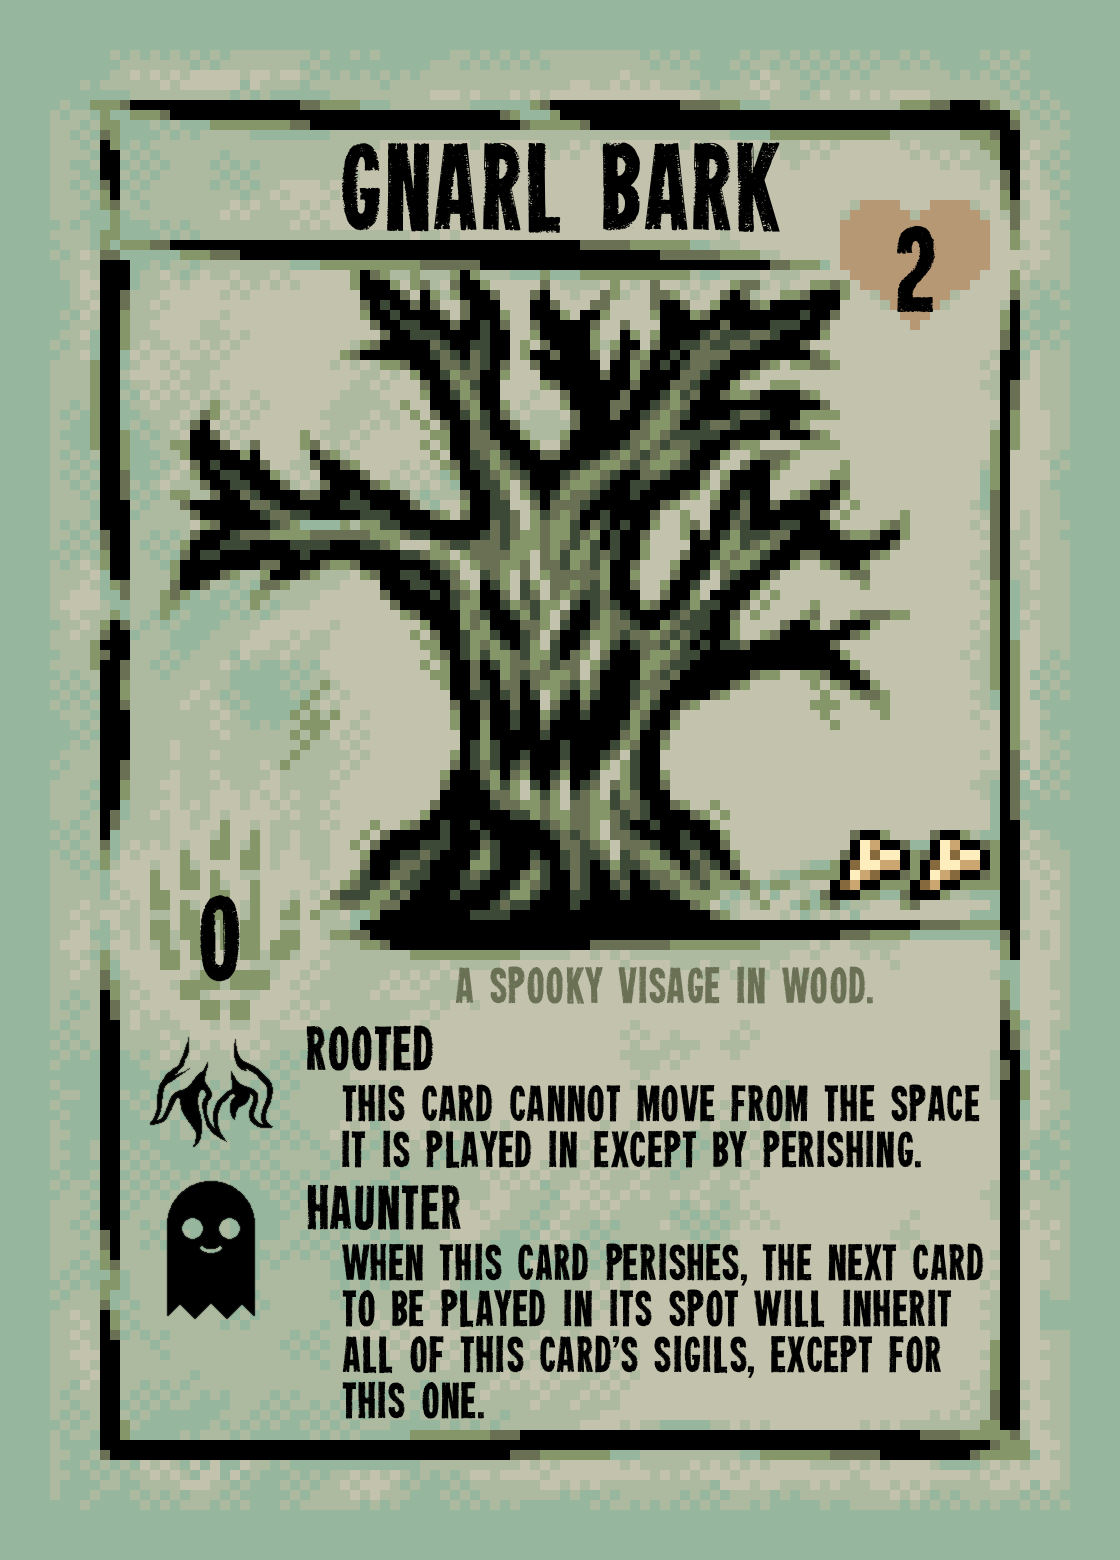 GNARL BARK
2
0
A SPOOKY VISAGE IN WOOD.
ROOTED
THIS CARD CANNOT MOVE FROM THE SPACE
IT IS PLAYED IN EXCEPT BY PERISHING.
HAUNTER
WHEN THIS CARD PERISHES, THE NEXT CARD
TO BE PLAYED IN ITS SPOT WILL INHERIT
ALL OF THIS CARD'S SIGILS, EXCEPT FOR
THIS ONE.